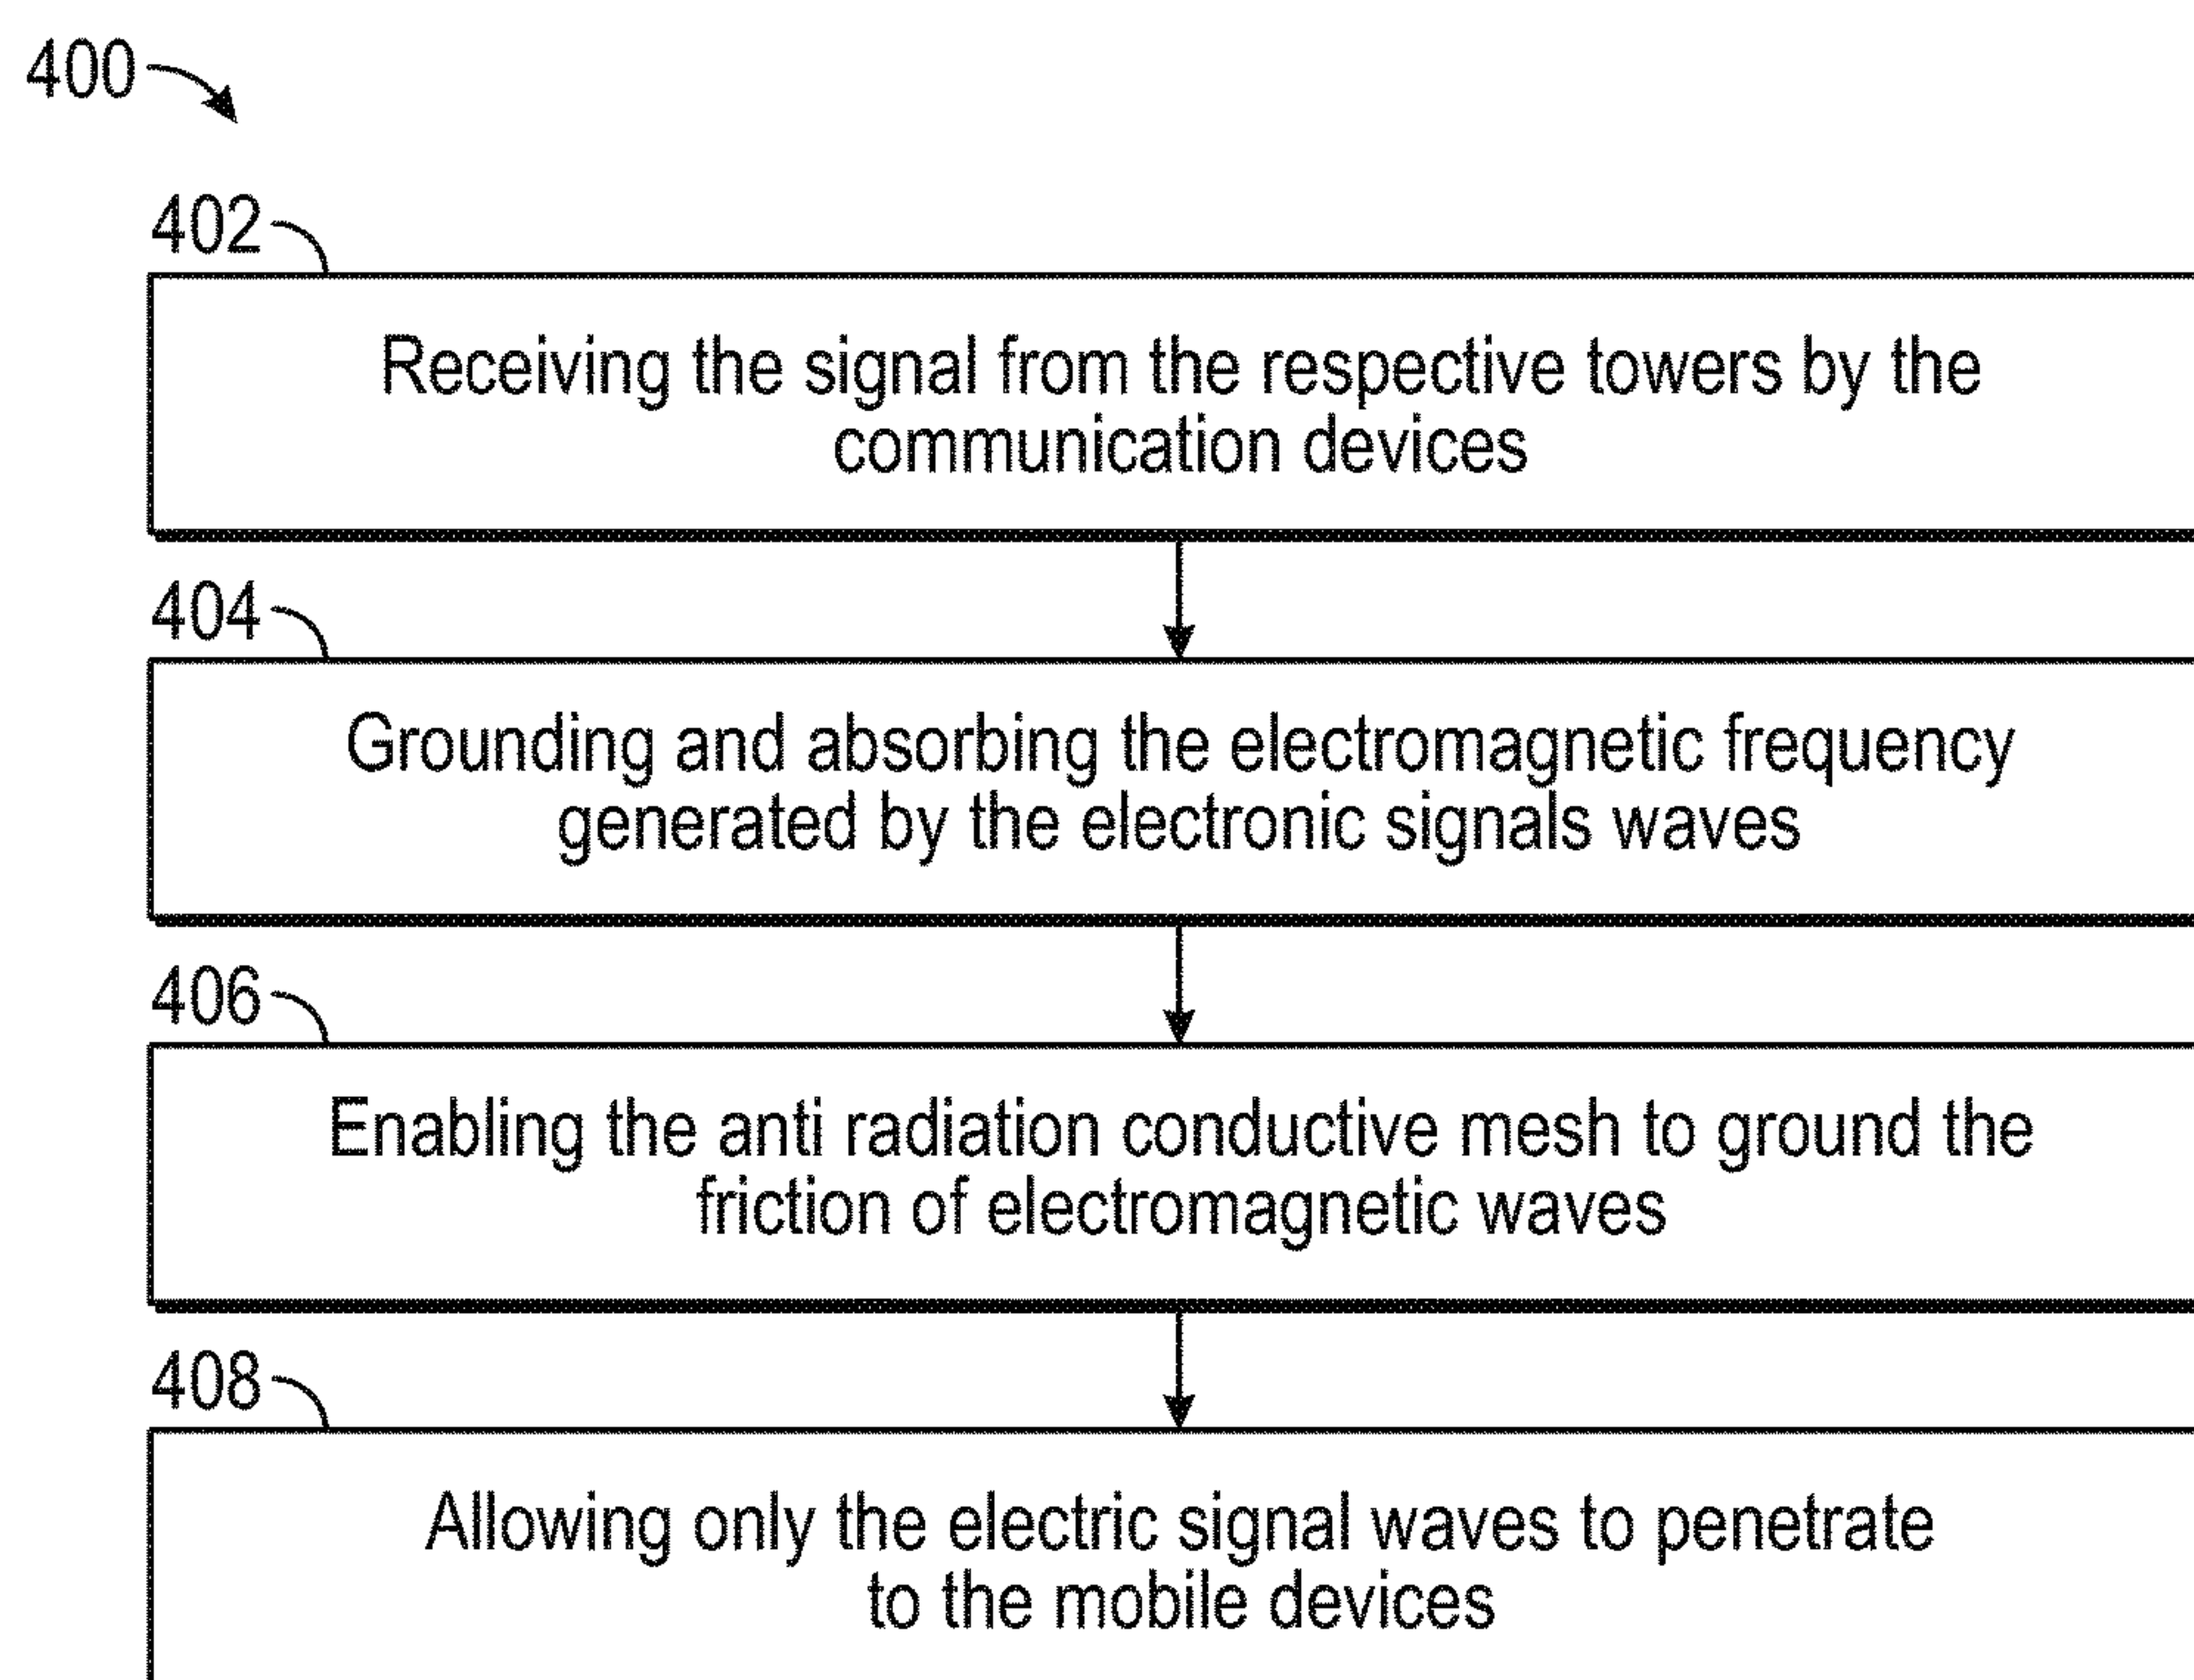 400
402
Receiving the signal from the respective towers by the
communication devices
404
Grounding and absorbing the electromagnetic frequency
generated by the electronic signals waves
406
Enabling the anti radiation conductive mesh to ground the
friction of electromagnetic waves
408
Allowing only the electric signal waves to penetrate
to the mobile devices